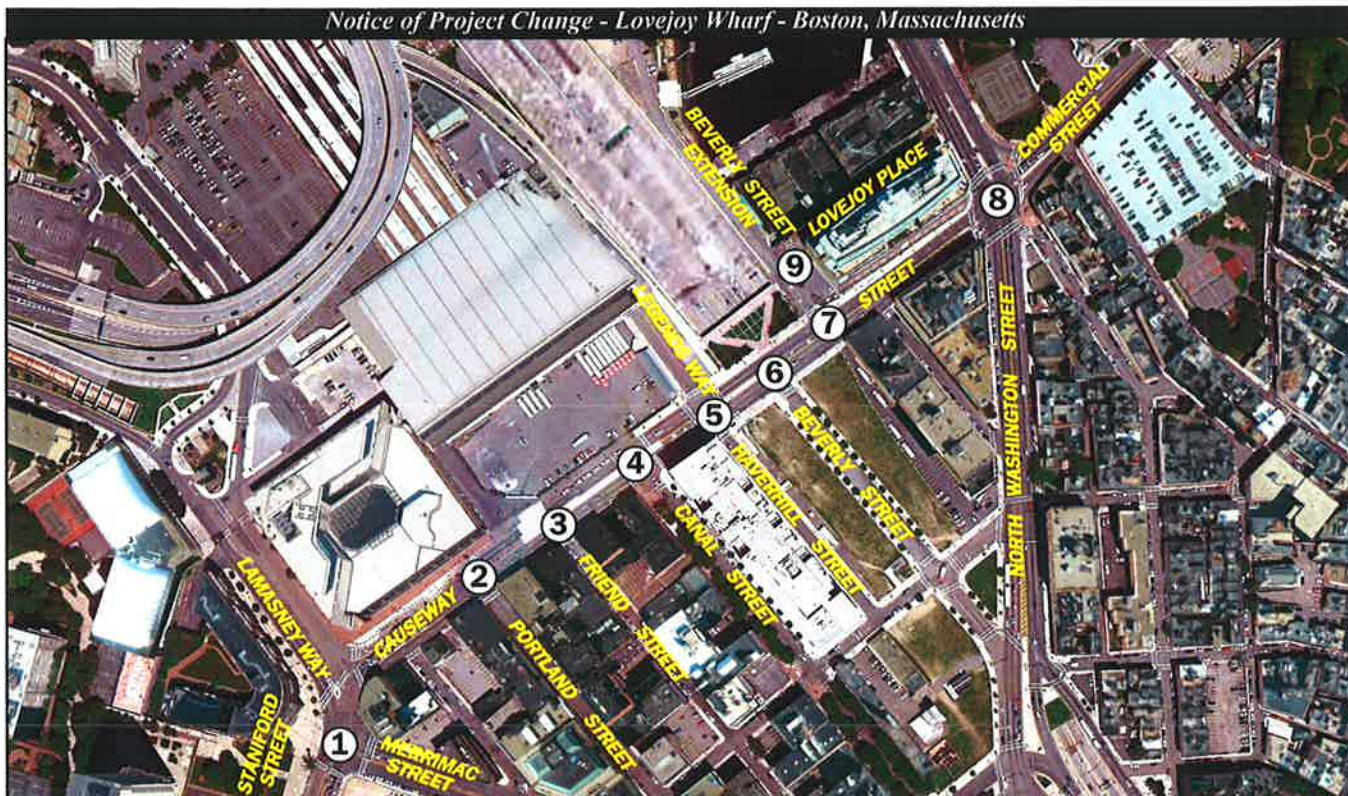 Notice of Project Change - Lovejoy Wharf - Boston, Massachusetts
BEVERLY STREET
EXTENSION
LOVEJOY PLACE
COMMERCIAL
STREET
8
9
7
STREET
LEGENDS WAY
6
5
4
3
2
1
NORTH WASHINGTON STREET
BEVERLY STREET
HAVERHILL STREET
CANAL STREET
FRIEND STREET
PORTLAND STREET
CAUSEWAY
LAMASNEY WAY
STANIFORD
STREET
MERRIMAC
STREET